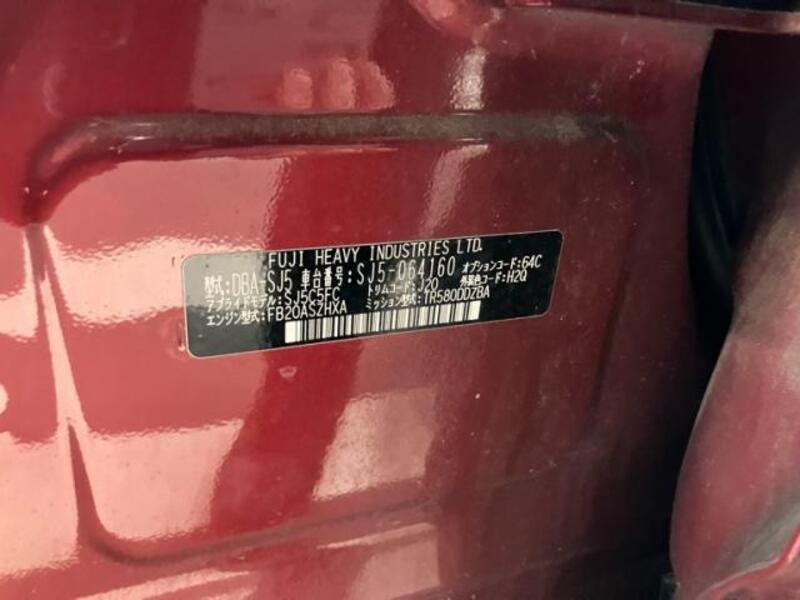 FUJI HEAVY INDUSTRIES LTD.
型式:DBA-SJ5 車台番号:SJ5-064160 オプションコード:64C
アプライドモデル:SJ5C5FC トリムコード:J20 外装色コード:H2Q
エンジン型式:FB20ASZHXA ミッション型式:TR580DDZBA